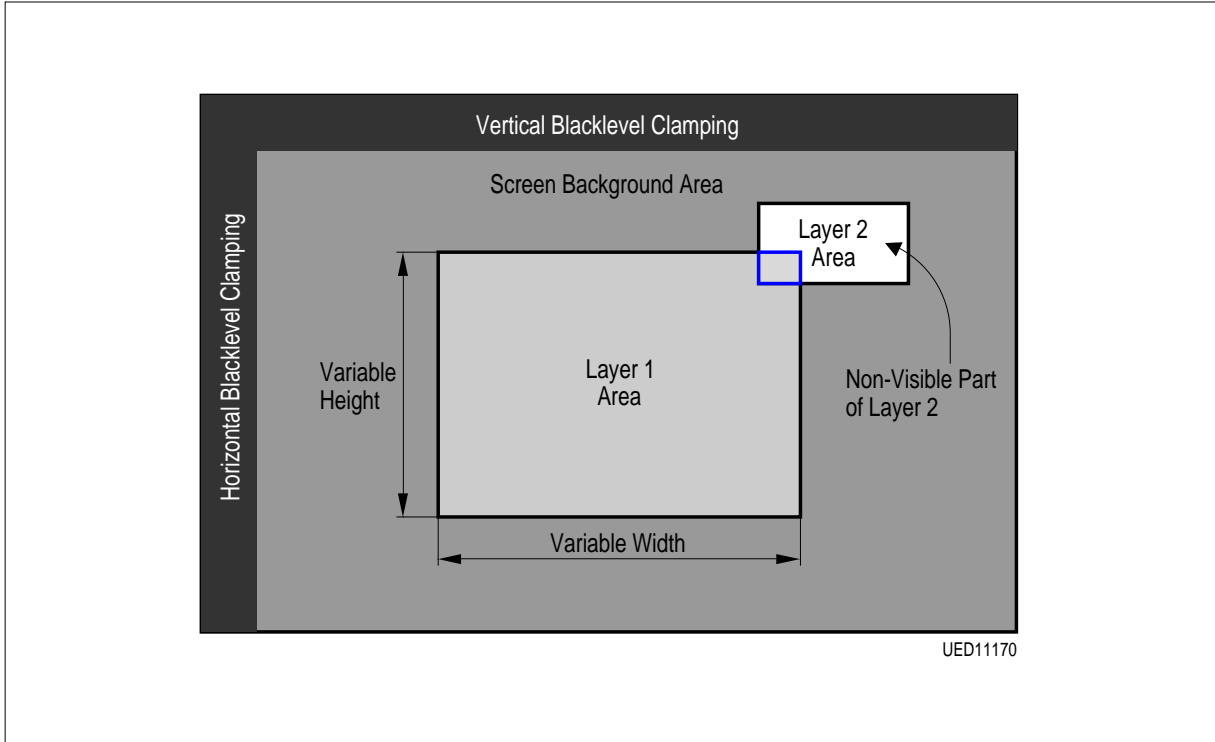 Vertical Blacklevel Clamping
Screen Background Area
Horizontal Blacklevel Clamping
Layer 2
Area
Variable
Height
Layer 1
Area
Non-Visible Part
of Layer 2
Variable Width
UED11170